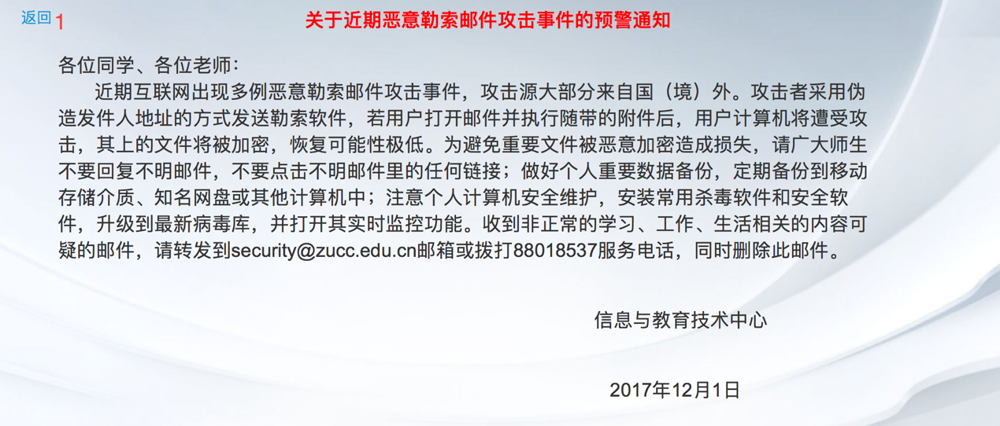 返回 1
关于近期恶意勒索邮件攻击事件的预警通知
各位同学、各位老师：
近期互联网出现多例恶意勒索邮件攻击事件，攻击源大部分来自国（境）外。攻击者采用伪
造发件人地址的方式发送勒索软件，若用户打开邮件并执行随带的附件后，用户计算机将遭受攻
击，其上的文件将被加密，恢复可能性极低。为避免重要文件被恶意加密造成损失，请广大师生
不要回复不明邮件，不要点击不明邮件里的任何链接；做好个人重要数据备份，定期备份到移动
存储介质、知名网盘或其他计算机中；注意个人计算机安全维护，安装常用杀毒软件和安全软
件，升级到最新病毒库，并打开其实时监控功能。收到非正常的学习、工作、生活相关的内容可
疑的邮件，请转发到security@zucc.edu.cn邮箱或拨打88018537服务电话，同时删除此邮件。
信息与教育技术中心
2017年12月1日